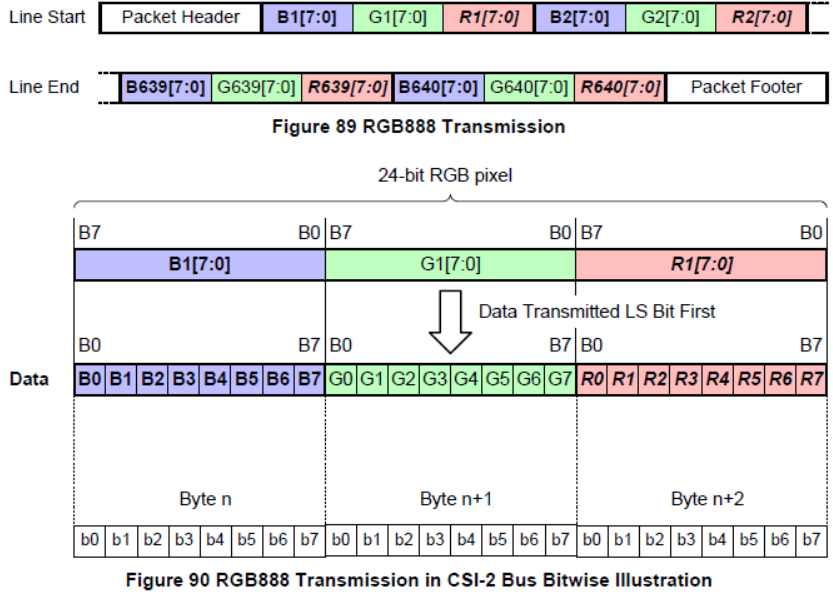 Line Start Packet Header B1[7:0] G1[7:0] R1[7:0] B2[7:0] G2[7:0] R2[7:0]
Line End B639[7:0] G639[7:0] R639[7:0] B640[7:0] G640[7:0] R640[7:0] Packet Footer
Figure 89 RGB888 Transmission
24-bit RGB pixel
B7 B0 B7 B0 B7 B0
B1[7:0] G1[7:0] R1[7:0]
Data Transmitted LS Bit First
B0 B7 B0 B7 B0 B7
Data B0 B1 B2 B3 B4 B5 B6 B7 G0 G1 G2 G3 G4 G5 G6 G7 R0 R1 R2 R3 R4 R5 R6 R7
Byte n Byte n+1 Byte n+2
b0 b1 b2 b3 b4 b5 b6 b7 b0 b1 b2 b3 b4 b5 b6 b7 b0 b1 b2 b3 b4 b5 b6 b7
Figure 90 RGB888 Transmission in CSI-2 Bus Bitwise Illustration